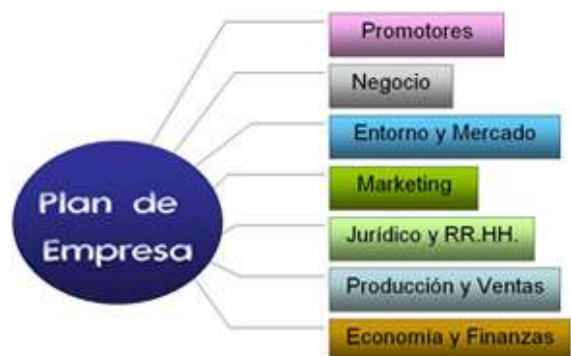 Promotores
Negocio
Entorno y Mercado
Plan de
Empresa
Marketing
Jurídico y RR.HH.
Producción y Ventas
Economía y Finanzas